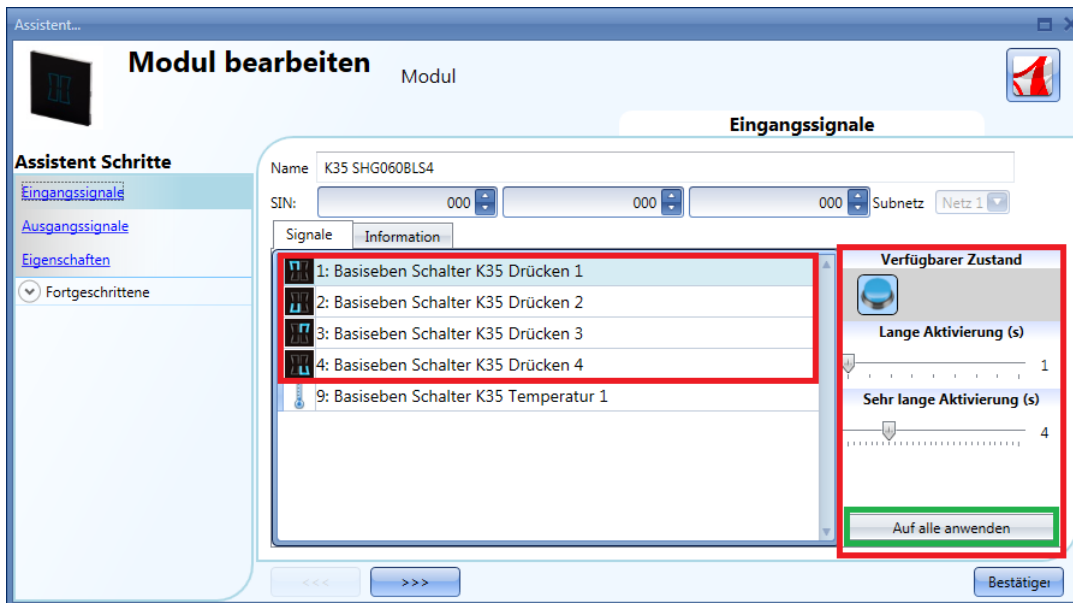 Assistent...
Modul bearbeiten
Modul
Eingangssignale
Assistent Schritte
Eingangssignale
Ausgangssignale
Eigenschaften
Fortgeschrittene
Name K35 SHG060BLS4
SIN: 000 000 000 Subnetz Netz 1
Signale Information
1: Basiseben Schalter K35 Drücken 1
2: Basiseben Schalter K35 Drücken 2
3: Basiseben Schalter K35 Drücken 3
4: Basiseben Schalter K35 Drücken 4
9: Basiseben Schalter K35 Temperatur 1
Verfügbarer Zustand
Lange Aktivierung (s)
1
Sehr lange Aktivierung (s)
4
Auf alle anwenden
<<< >>> Bestätiger